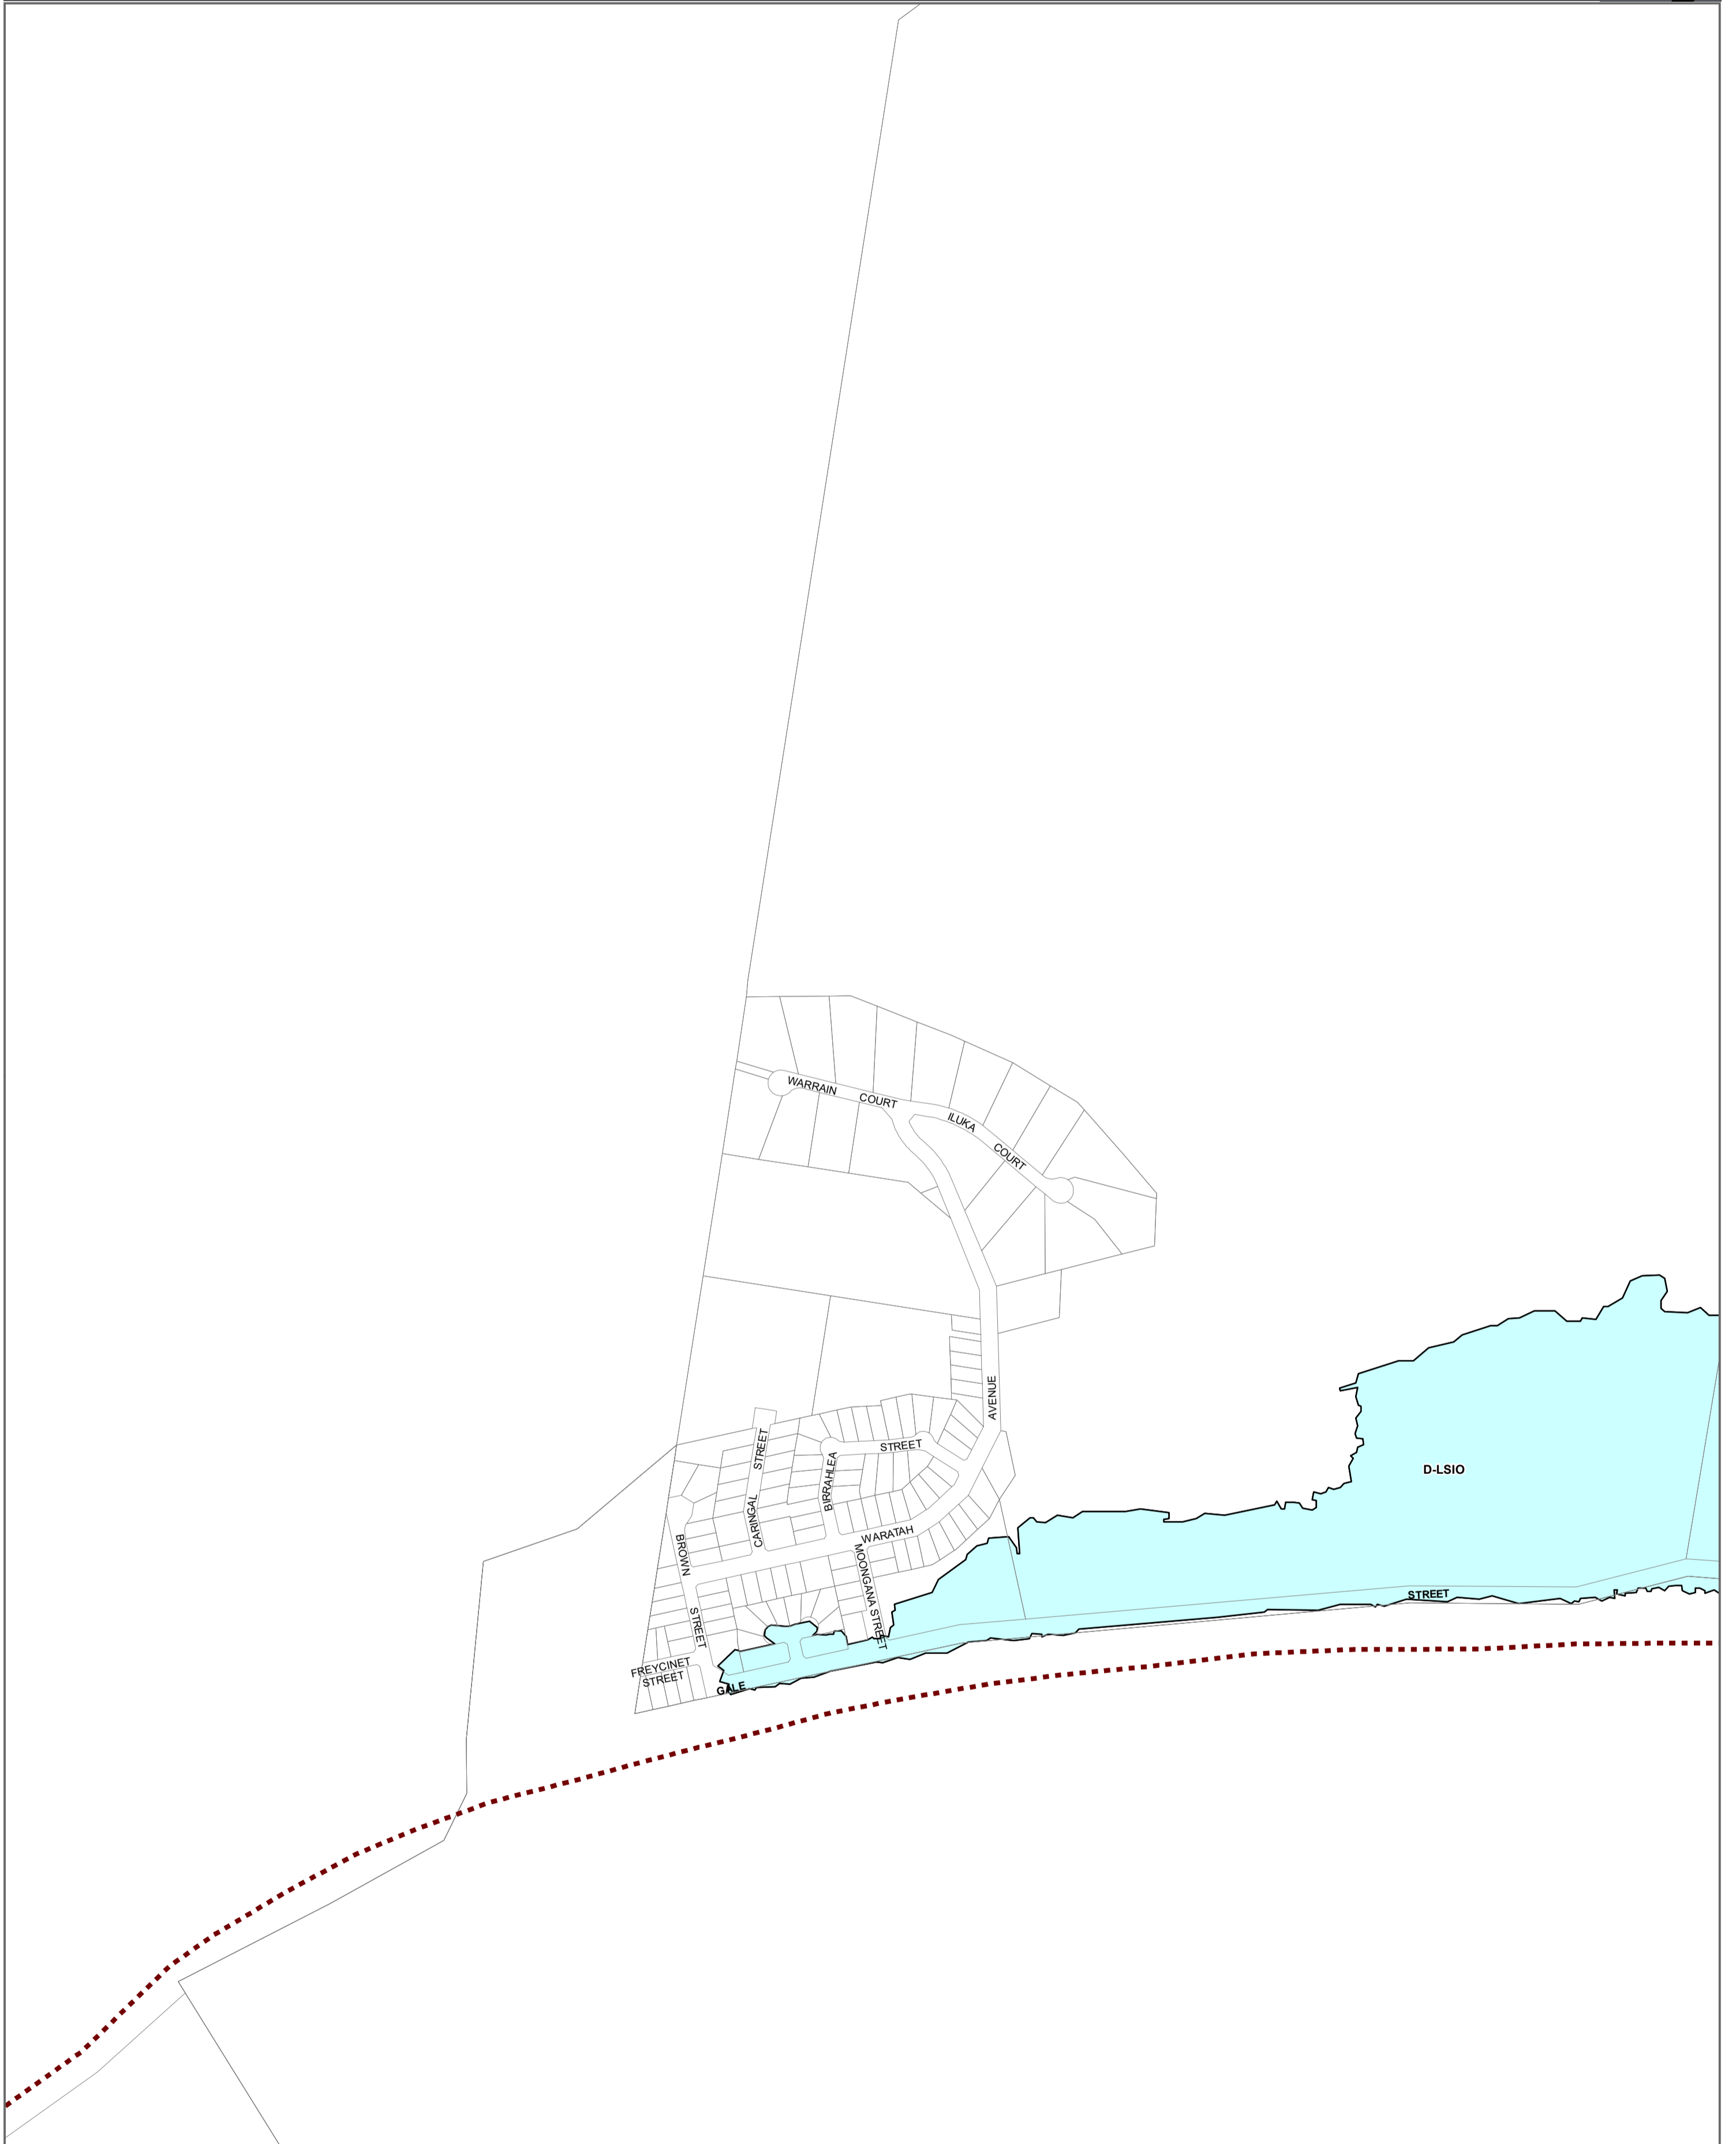 WARRAIN
COURT
ILUKA
COURT
AVENUE
STREET
STREET
BIRRAHLEA
D-LSIO
CARINGAL
WARATAH
BROWN
MOONGANA STREET
STREET
STREET
FREYCINET
STREET
GALE